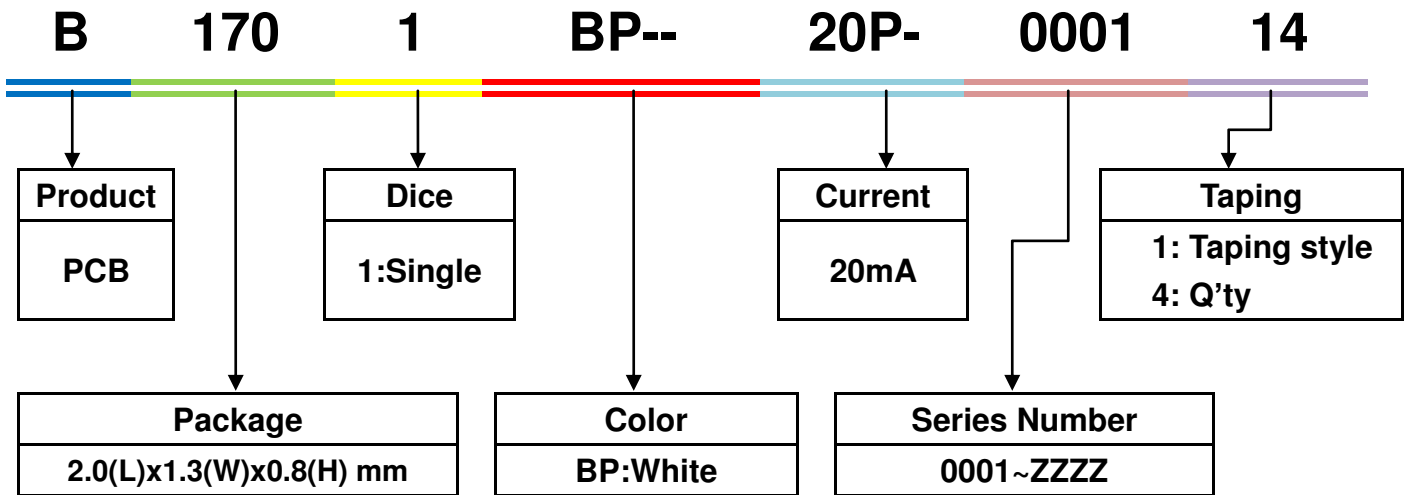 B 170 1 BP-- 20P- 0001 14
Product
PCB
Dice
1:Single
Current
20mA
Taping
1: Taping style
4: Q’ty
Package
2.0(L)x1.3(W)x0.8(H) mm
Color
BP:White
Series Number
0001~ZZZZ